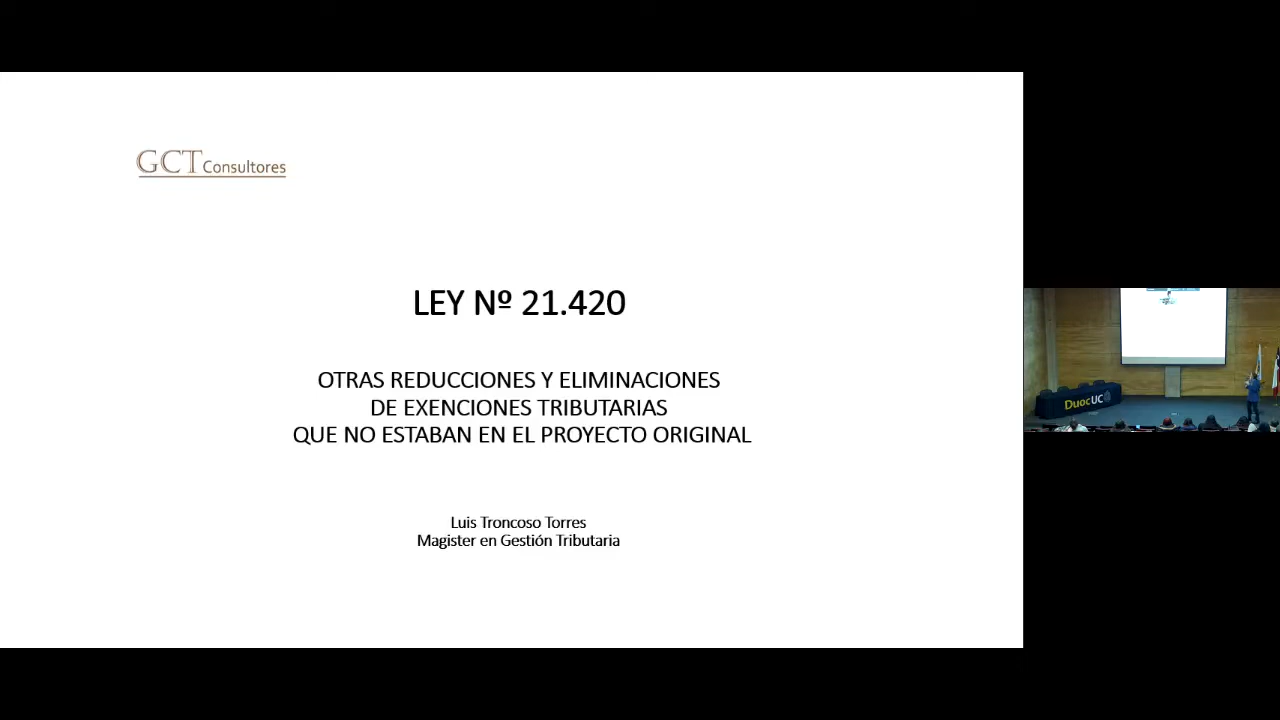 GCT Consultores
LEY Nº 21.420
OTRAS REDUCCIONES Y ELIMINACIONES
DE EXENCIONES TRIBUTARIAS
QUE NO ESTABAN EN EL PROYECTO ORIGINAL
Luis Troncoso Torres
Magister en Gestión Tributaria
DuocUC